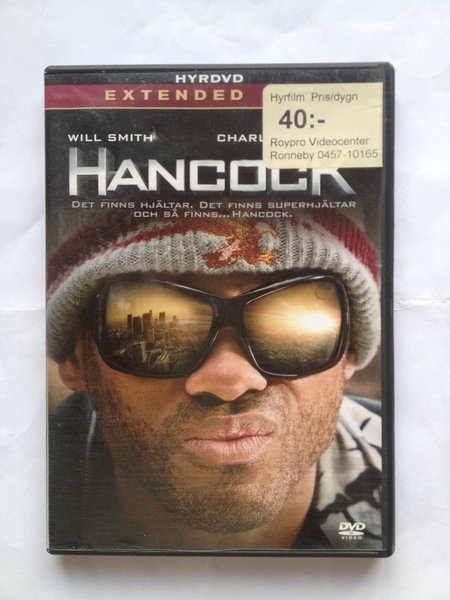 HYRDVD
EXTENDED
Hyrfilm Pris/dygn
40:-
Roypro Videocenter
Ronneby 0457-10165
WILL SMITH CHARL
HANCOCK
DET FINNS HJÄLTAR. DET FINNS SUPERHJÄLTAR
OCH SÅ FINNS...HANCOCK.
DVD
VIDEO